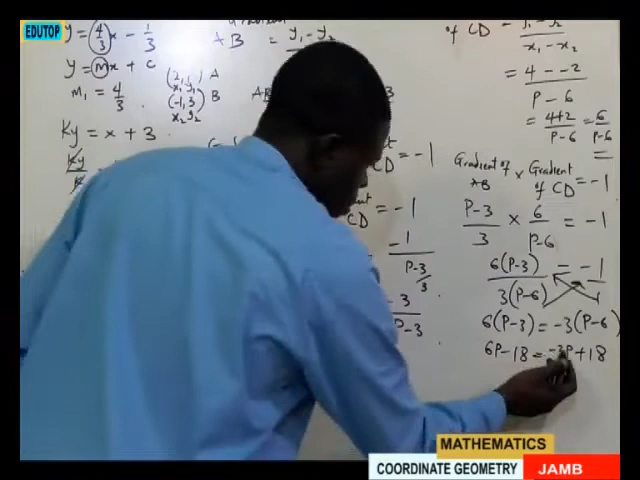 EDUTOP
y = 4/3 x - 1/3
y = mx + c
m₁ = 4/3
(2, ) A
x₁ y₁
(-1, 3) B
x₂ y₂
Ky = x + 3
Ky
K
AB = y₁ - y₂
CD = -1
CD = -1
-1
P-3
3
3
P-3
of CD = y₁ - y₂
x₁ - x₂
= 4 - -2
P - 6
= 4+2 = 6
P-6 P-6
Gradient of AB × Gradient of CD = -1
P-3 × 6 = -1
3 P-6
6(P-3) = -1
3(P-6) 1
6(P-3) = -3(P-6)
6P-18 = -3P+18
MATHEMATICS
COORDINATE GEOMETRY JAMB